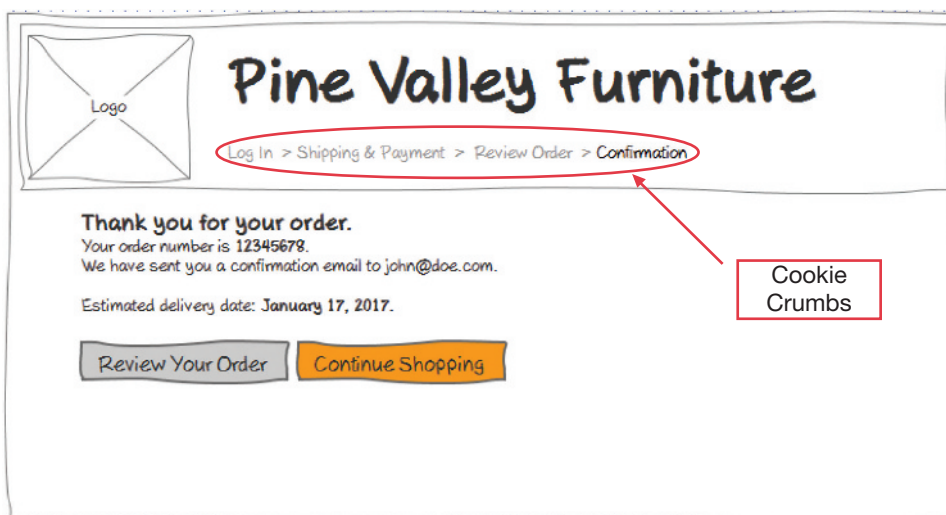 Pine Valley Furniture
Logo
Log In > Shipping & Payment > Review Order > Confirmation
Thank you for your order.
Your order number is 12345678.
We have sent you a confirmation email to john@doe.com.
Cookie
Crumbs
Estimated delivery date: January 17, 2017.
Review Your Order
Continue Shopping